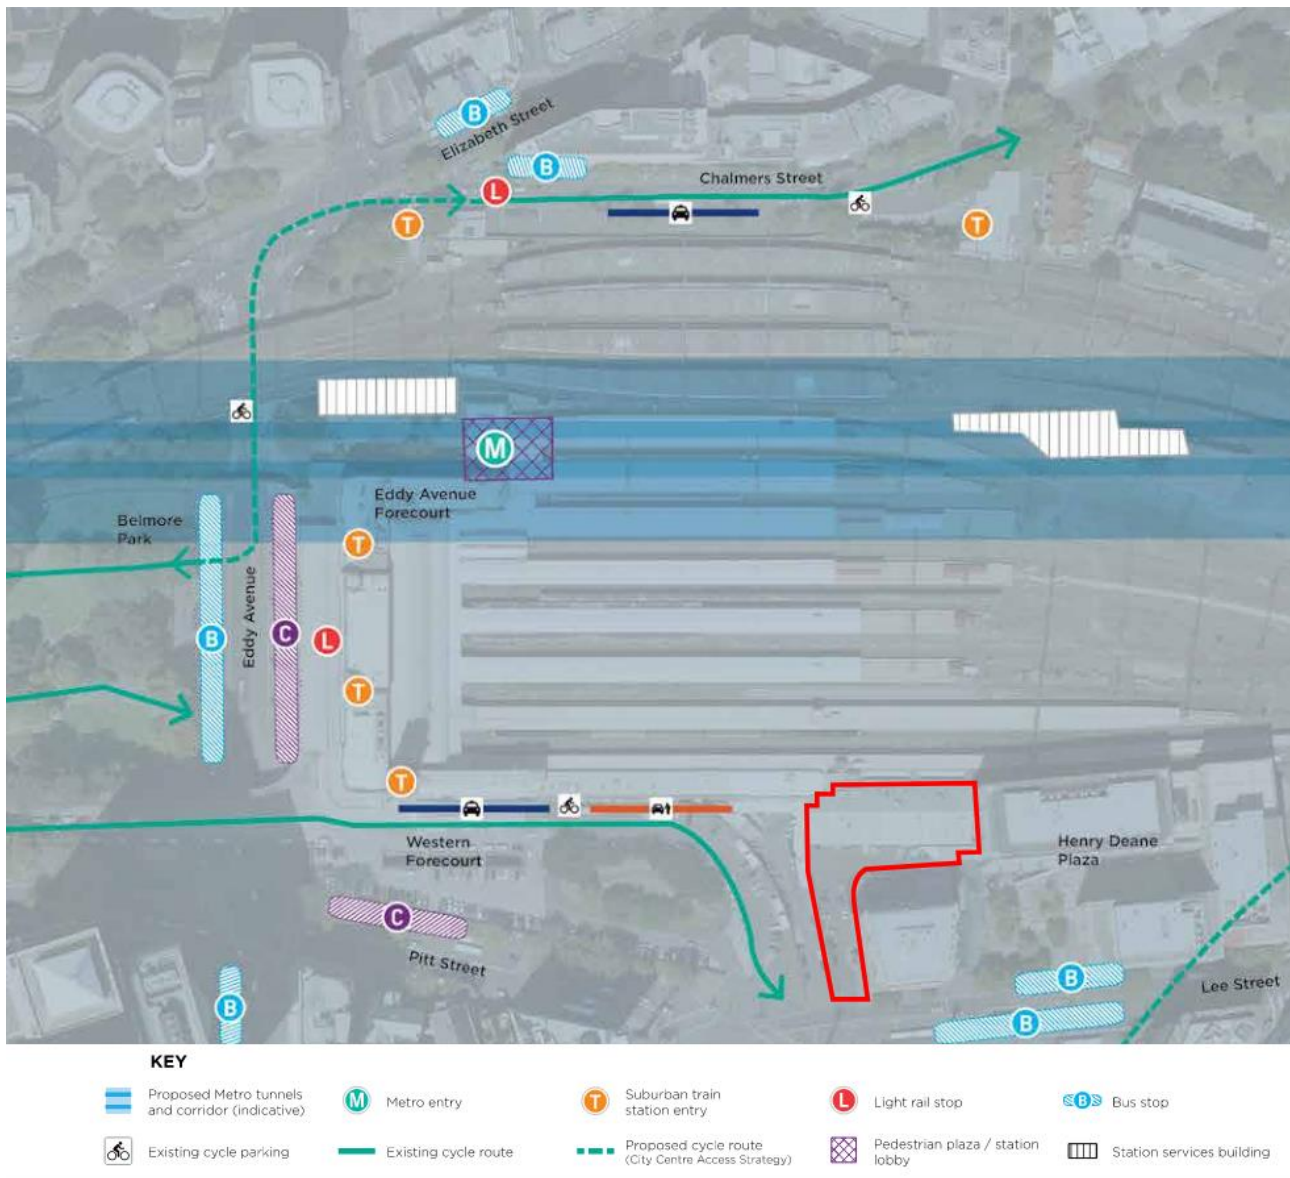 B
Elizabeth Street
B
L
Chalmers Street
T
T
M
Eddy Avenue
Forecourt
Belmore
Park
T
Eddy Avenue
B
C
L
T
T
Western
Forecourt
Henry Deane
Plaza
C
Pitt Street
B
B
Lee Street
B
KEY
Proposed Metro tunnels
and corridor (indicative)
M Metro entry
T Suburban train
station entry
L Light rail stop
B Bus stop
Existing cycle parking
Existing cycle route
Proposed cycle route
(City Centre Access Strategy)
Pedestrian plaza / station
lobby
Station services building